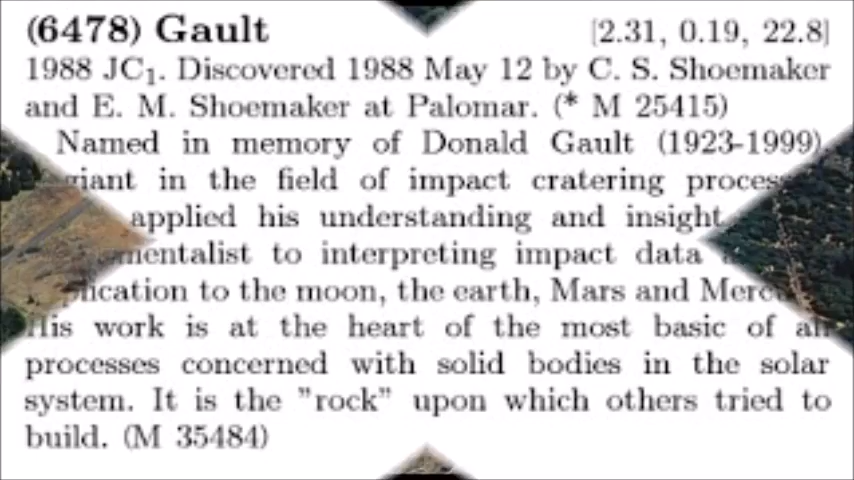 (6478) Gault [2.31, 0.19, 22.8]
1988 JC₁. Discovered 1988 May 12 by C. S. Shoemaker
and E. M. Shoemaker at Palomar. (* M 25415)
Named in memory of Donald Gault (1923-1999),
giant in the field of impact cratering
applied his understanding and insight
to interpreting impact data
to the moon, the earth, Mars and
His work is at the heart of the most basic of all
processes concerned with solid bodies in the solar
system. It is the "rock" upon which others tried to
build. (M 35484)